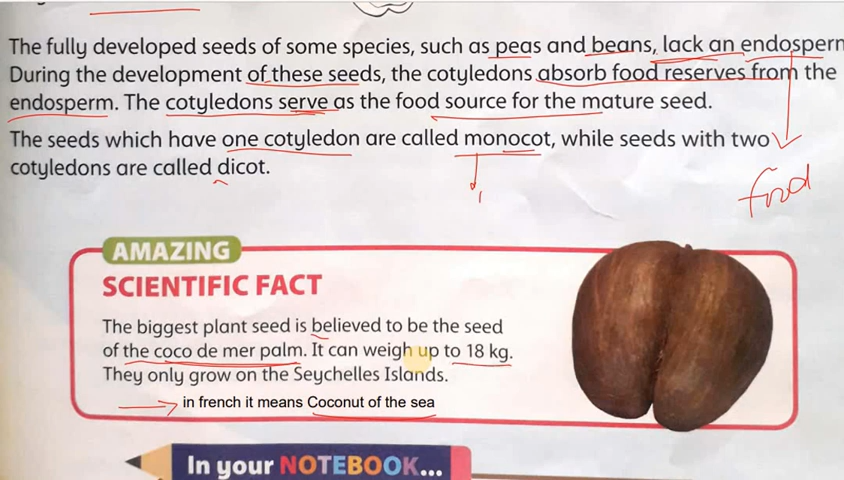 The fully developed seeds of some species, such as peas and beans, lack an endosperm
During the development of these seeds, the cotyledons absorb food reserves from the
endosperm. The cotyledons serve as the food source for the mature seed.
The seeds which have one cotyledon are called monocot, while seeds with two
cotyledons are called dicot.
food
1
AMAZING
SCIENTIFIC FACT
The biggest plant seed is believed to be the seed
of the coco de mer palm. It can weigh up to 18 kg.
They only grow on the Seychelles Islands.
in french it means Coconut of the sea
In your NOTEBOOK...